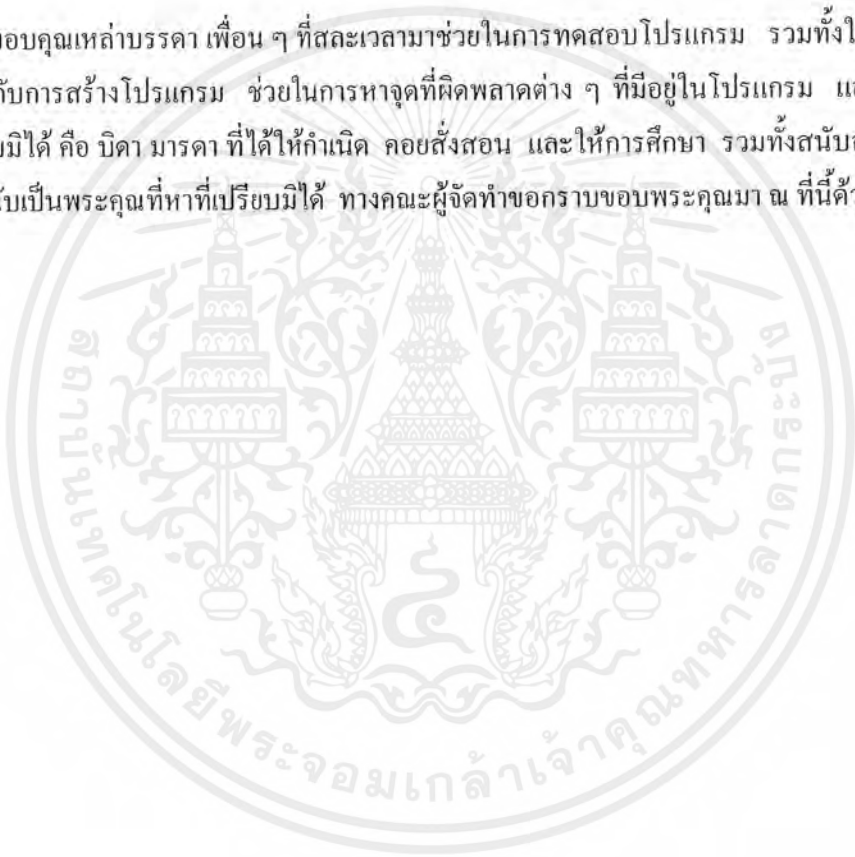 อบคุณเหล่าบรรดา เพื่อน ๆ ที่สละเวลามาช่วยในการทดสอบโปรแกรม รวมทั้งใ
กับการสร้างโปรแกรม ช่วยในการหาจุดที่ผิดพลาดต่าง ๆ ที่มีอยู่ในโปรแกรม แ
บมิได้ คือ บิดา มารดา ที่ได้ให้กำเนิด คอยสั่งสอน และให้การศึกษา รวมทั้งสนับส
ับเป็นพระคุณที่หาที่เปรียบมิได้ ทางคณะผู้จัดทำขอกราบขอบพระคุณมา ณ ที่นี้ด้ว
สถาบันเทคโนโลยีพระจอมเกล้าเจ้าคุณทหารลาดกระบัง